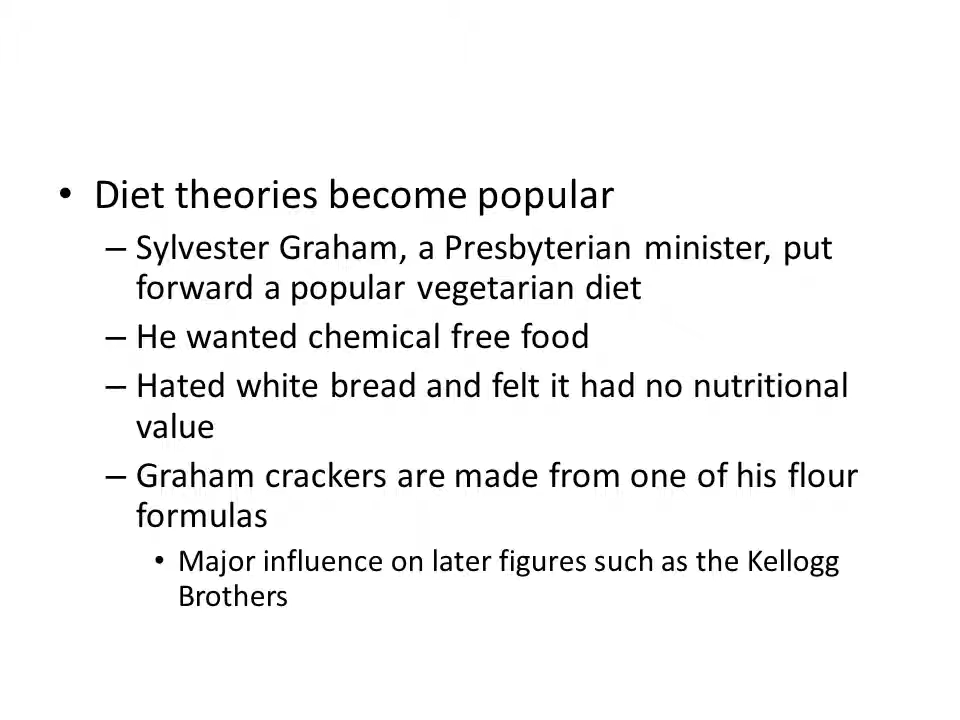 • Diet theories become popular
– Sylvester Graham, a Presbyterian minister, put
forward a popular vegetarian diet
– He wanted chemical free food
– Hated white bread and felt it had no nutritional
value
– Graham crackers are made from one of his flour
formulas
• Major influence on later figures such as the Kellogg
Brothers